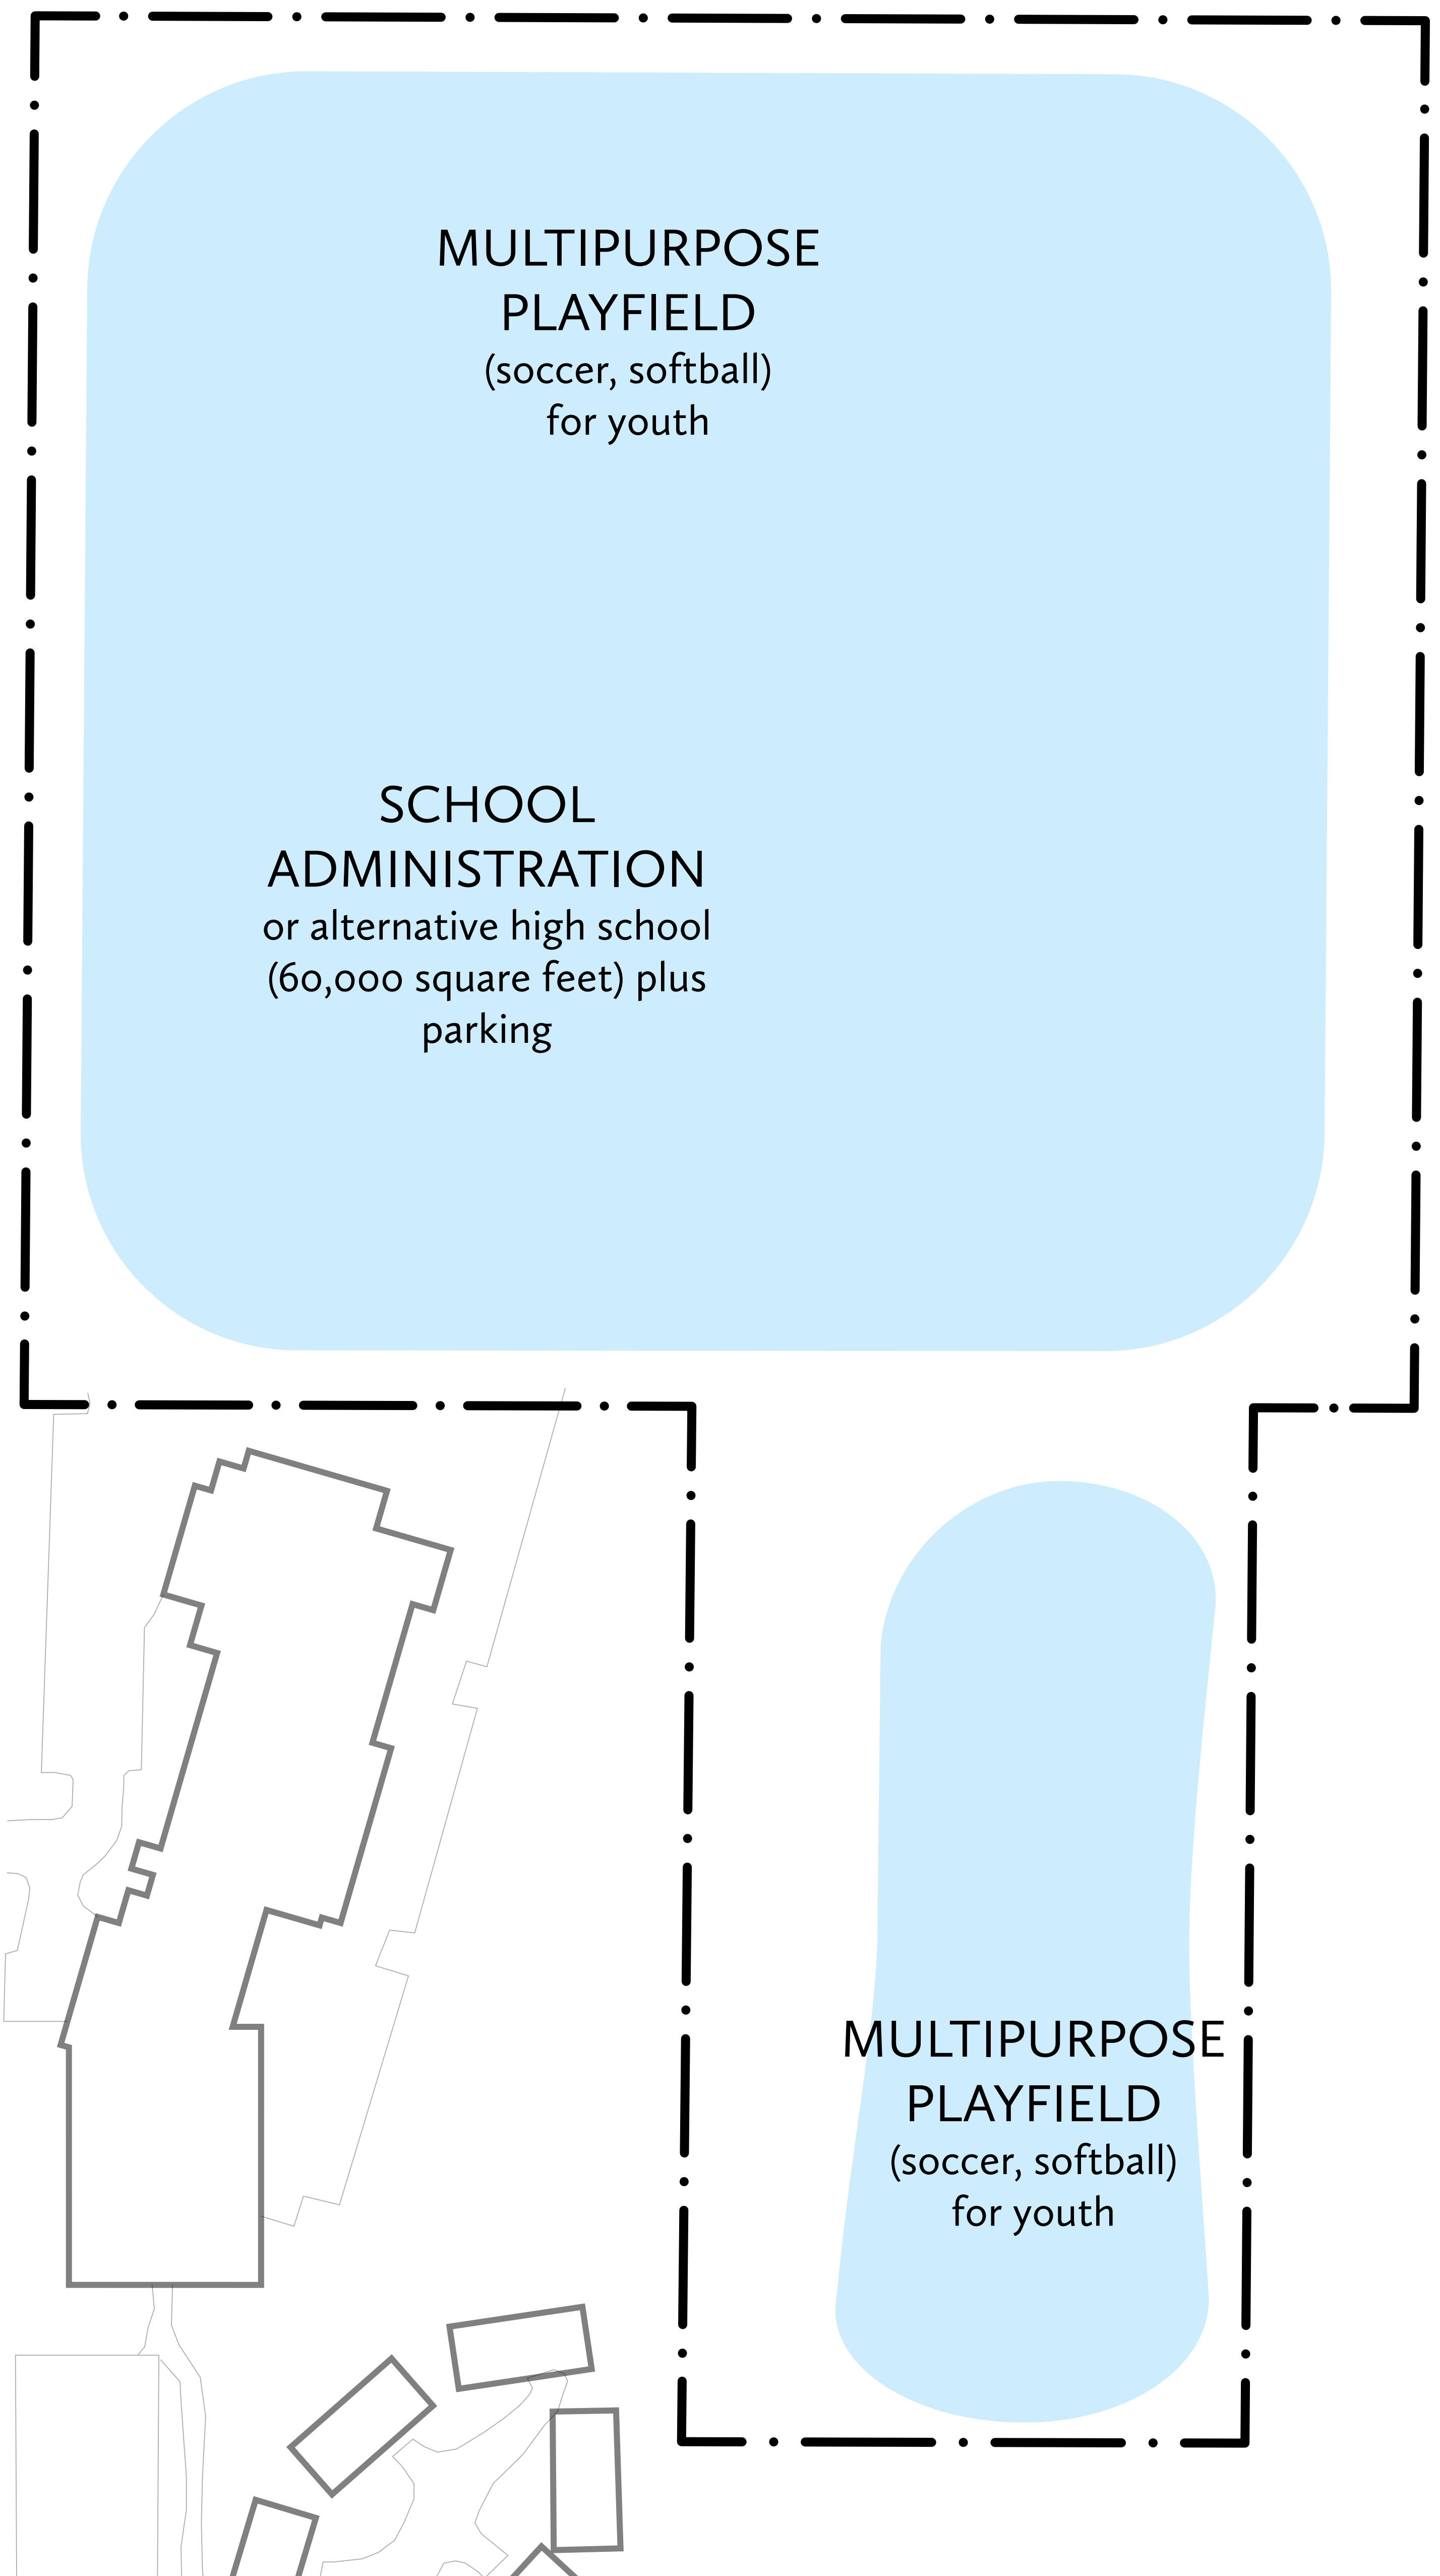 MULTIPURPOSE
PLAYFIELD
(soccer, softball)
for youth
SCHOOL
ADMINISTRATION
or alternative high school
(60,000 square feet) plus
parking
MULTIPURPOSE
PLAYFIELD
(soccer, softball)
for youth